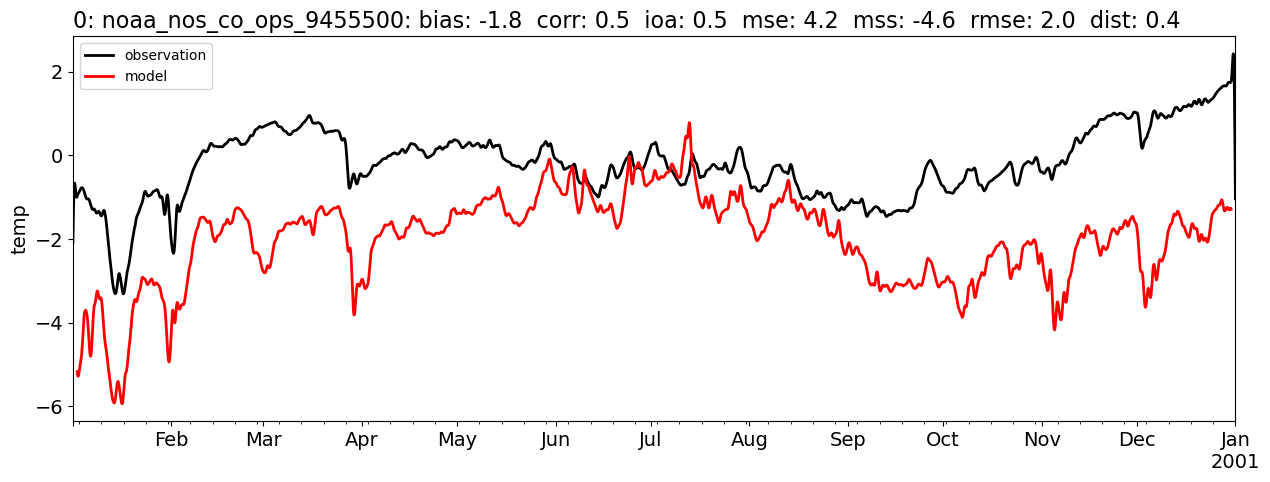 0: noaa_nos_co_ops_9455500: bias: -1.8  corr: 0.5  ioa: 0.5  mse: 4.2  mss: -4.6  rmse: 2.0  dist: 0.4
observation
model
temp
2
0
−2
−4
−6
Feb Mar Apr May Jun Jul Aug Sep Oct Nov Dec Jan
2001